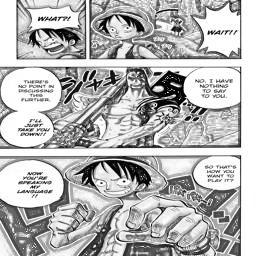 WAIT!!
WHAT?!
NO. I HAVE
NOTHING
TO SAY
TO YOU.
THERE'S
NO POINT IN
DISCUSSING
THIS
FURTHER.
I'LL
JUST
TAKE YOU
DOWN!!
SO THAT'S
HOW YOU
WANT TO
PLAY IT?
NOW
YOU'RE
SPEAKING
MY
LANGUAGE
!!